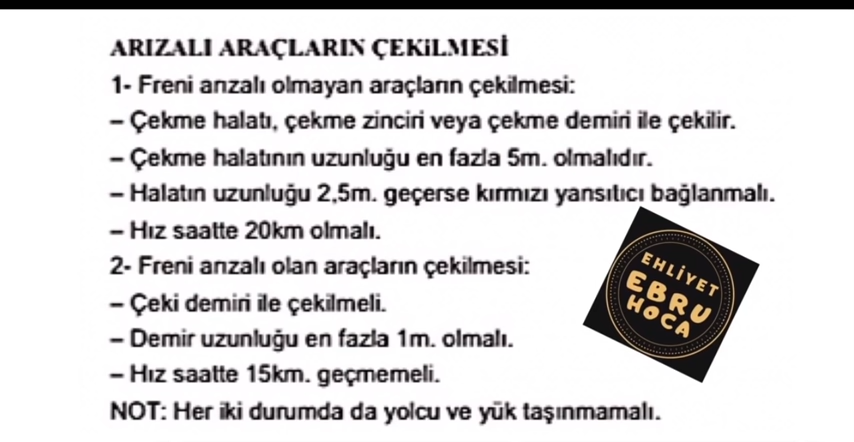 ARIZALI ARAÇLARIN ÇEKİLMESİ
1- Freni arızalı olmayan araçların çekilmesi:
– Çekme halatı, çekme zinciri veya çekme demiri ile çekilir.
– Çekme halatının uzunluğu en fazla 5m. olmalıdır.
– Halatın uzunluğu 2,5m. geçerse kırmızı yansıtıcı bağlanmalı.
– Hız saatte 20km olmalı.
2- Freni arızalı olan araçların çekilmesi:
– Çeki demiri ile çekilmeli.
– Demir uzunluğu en fazla 1m. olmalı.
– Hız saatte 15km. geçmemeli.
NOT: Her iki durumda da yolcu ve yük taşınmamalı.
EHLİYET
EBRU
HOCA